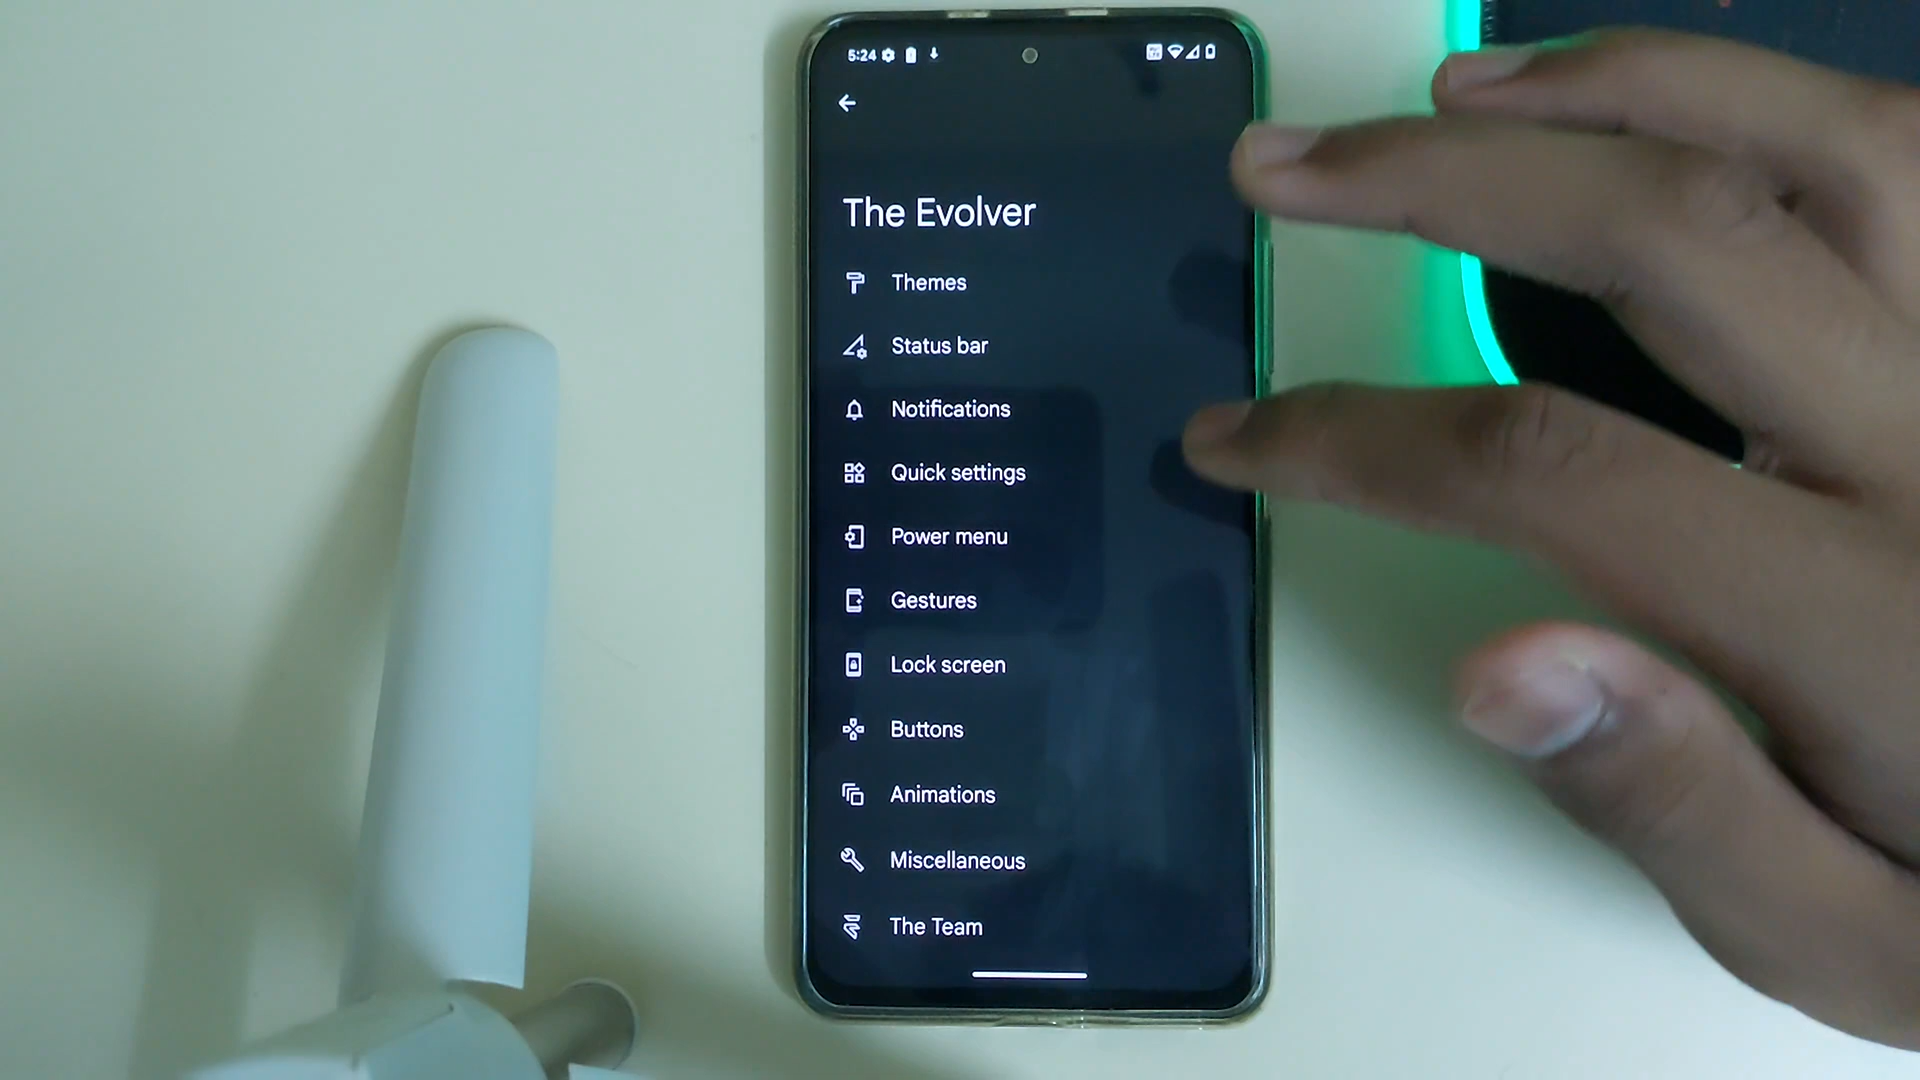 5:24
The Evolver
Themes
Status bar
Notifications
Quick settings
Power menu
Gestures
Lock screen
Buttons
Animations
Miscellaneous
The Team